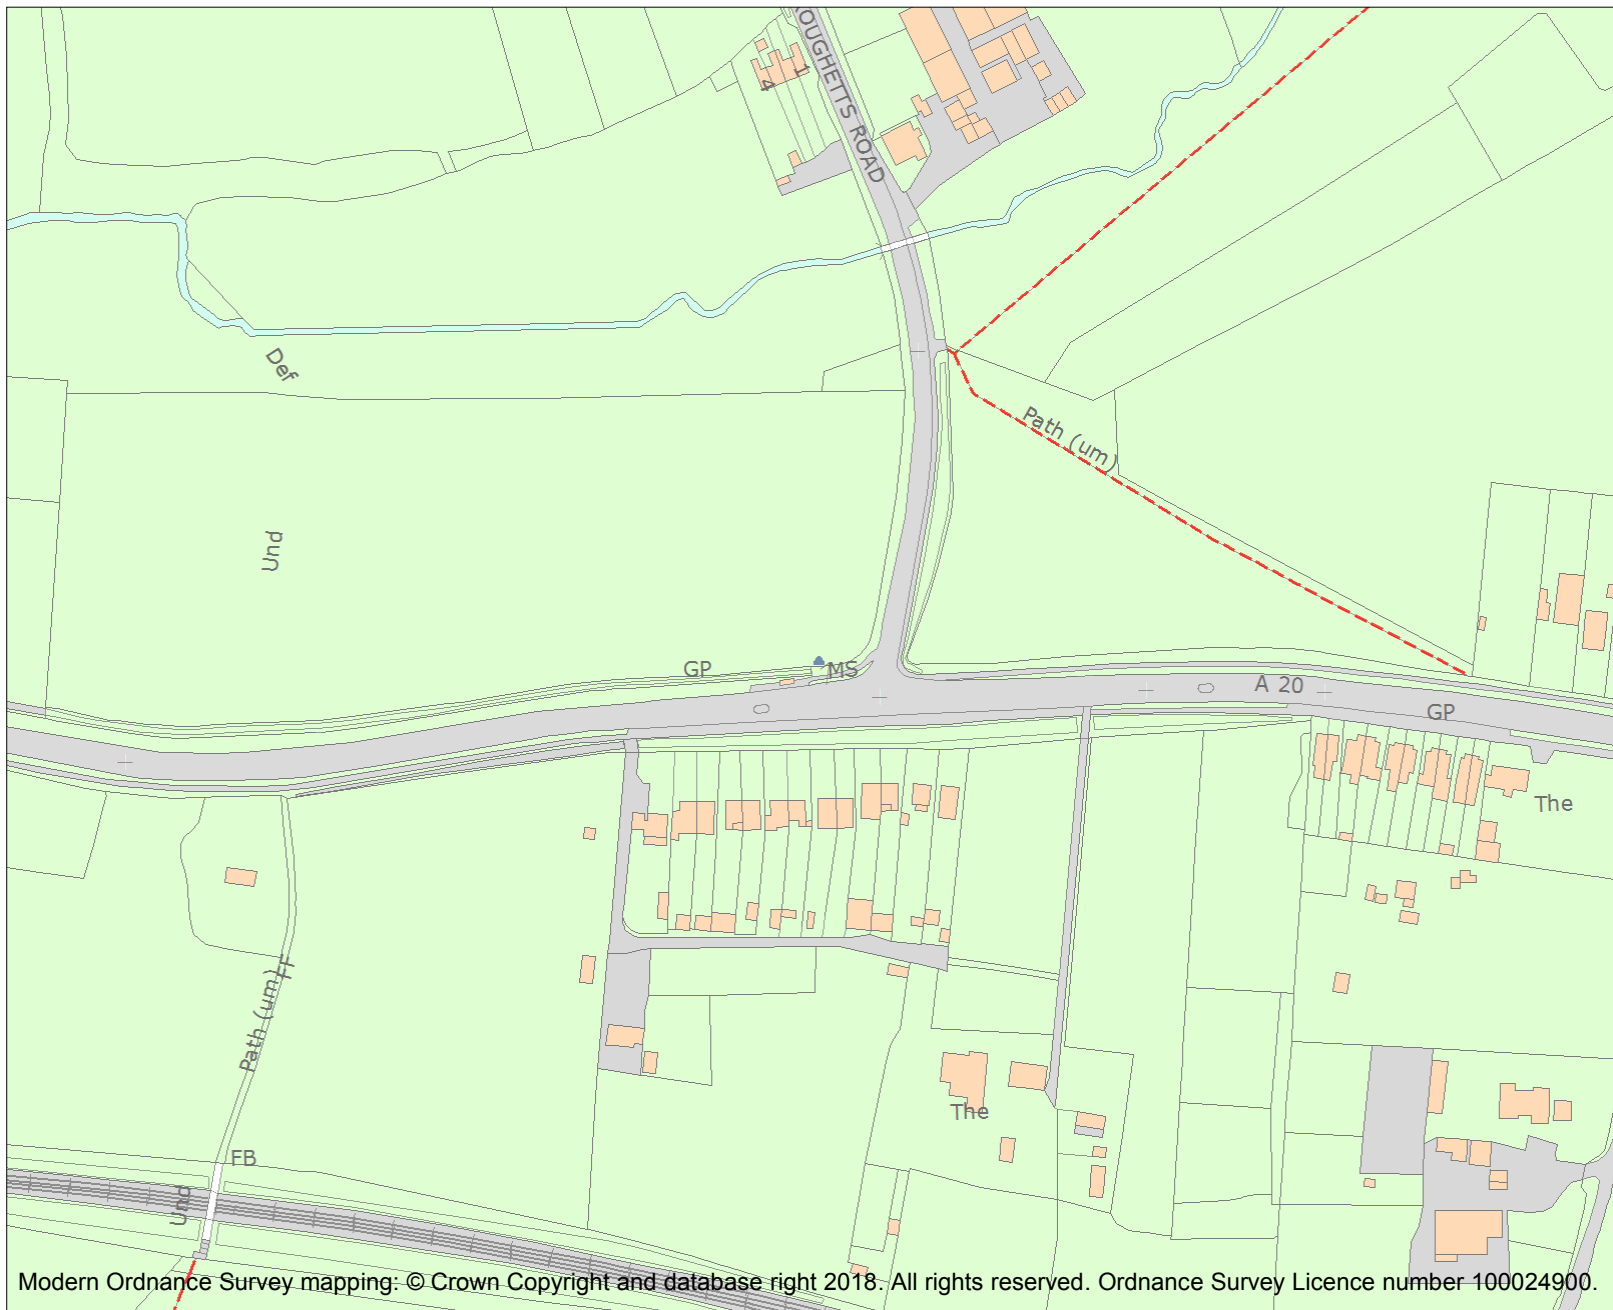 OUGHETTS ROAD
1
4
Def
Path (um)
Und
GP
MS
A 20
GP
The
FF
Path (um)
The
FB
Und
Modern Ordnance Survey mapping: © Crown Copyright and database right 2018. All rights reserved. Ordnance Survey Licence number 100024900.